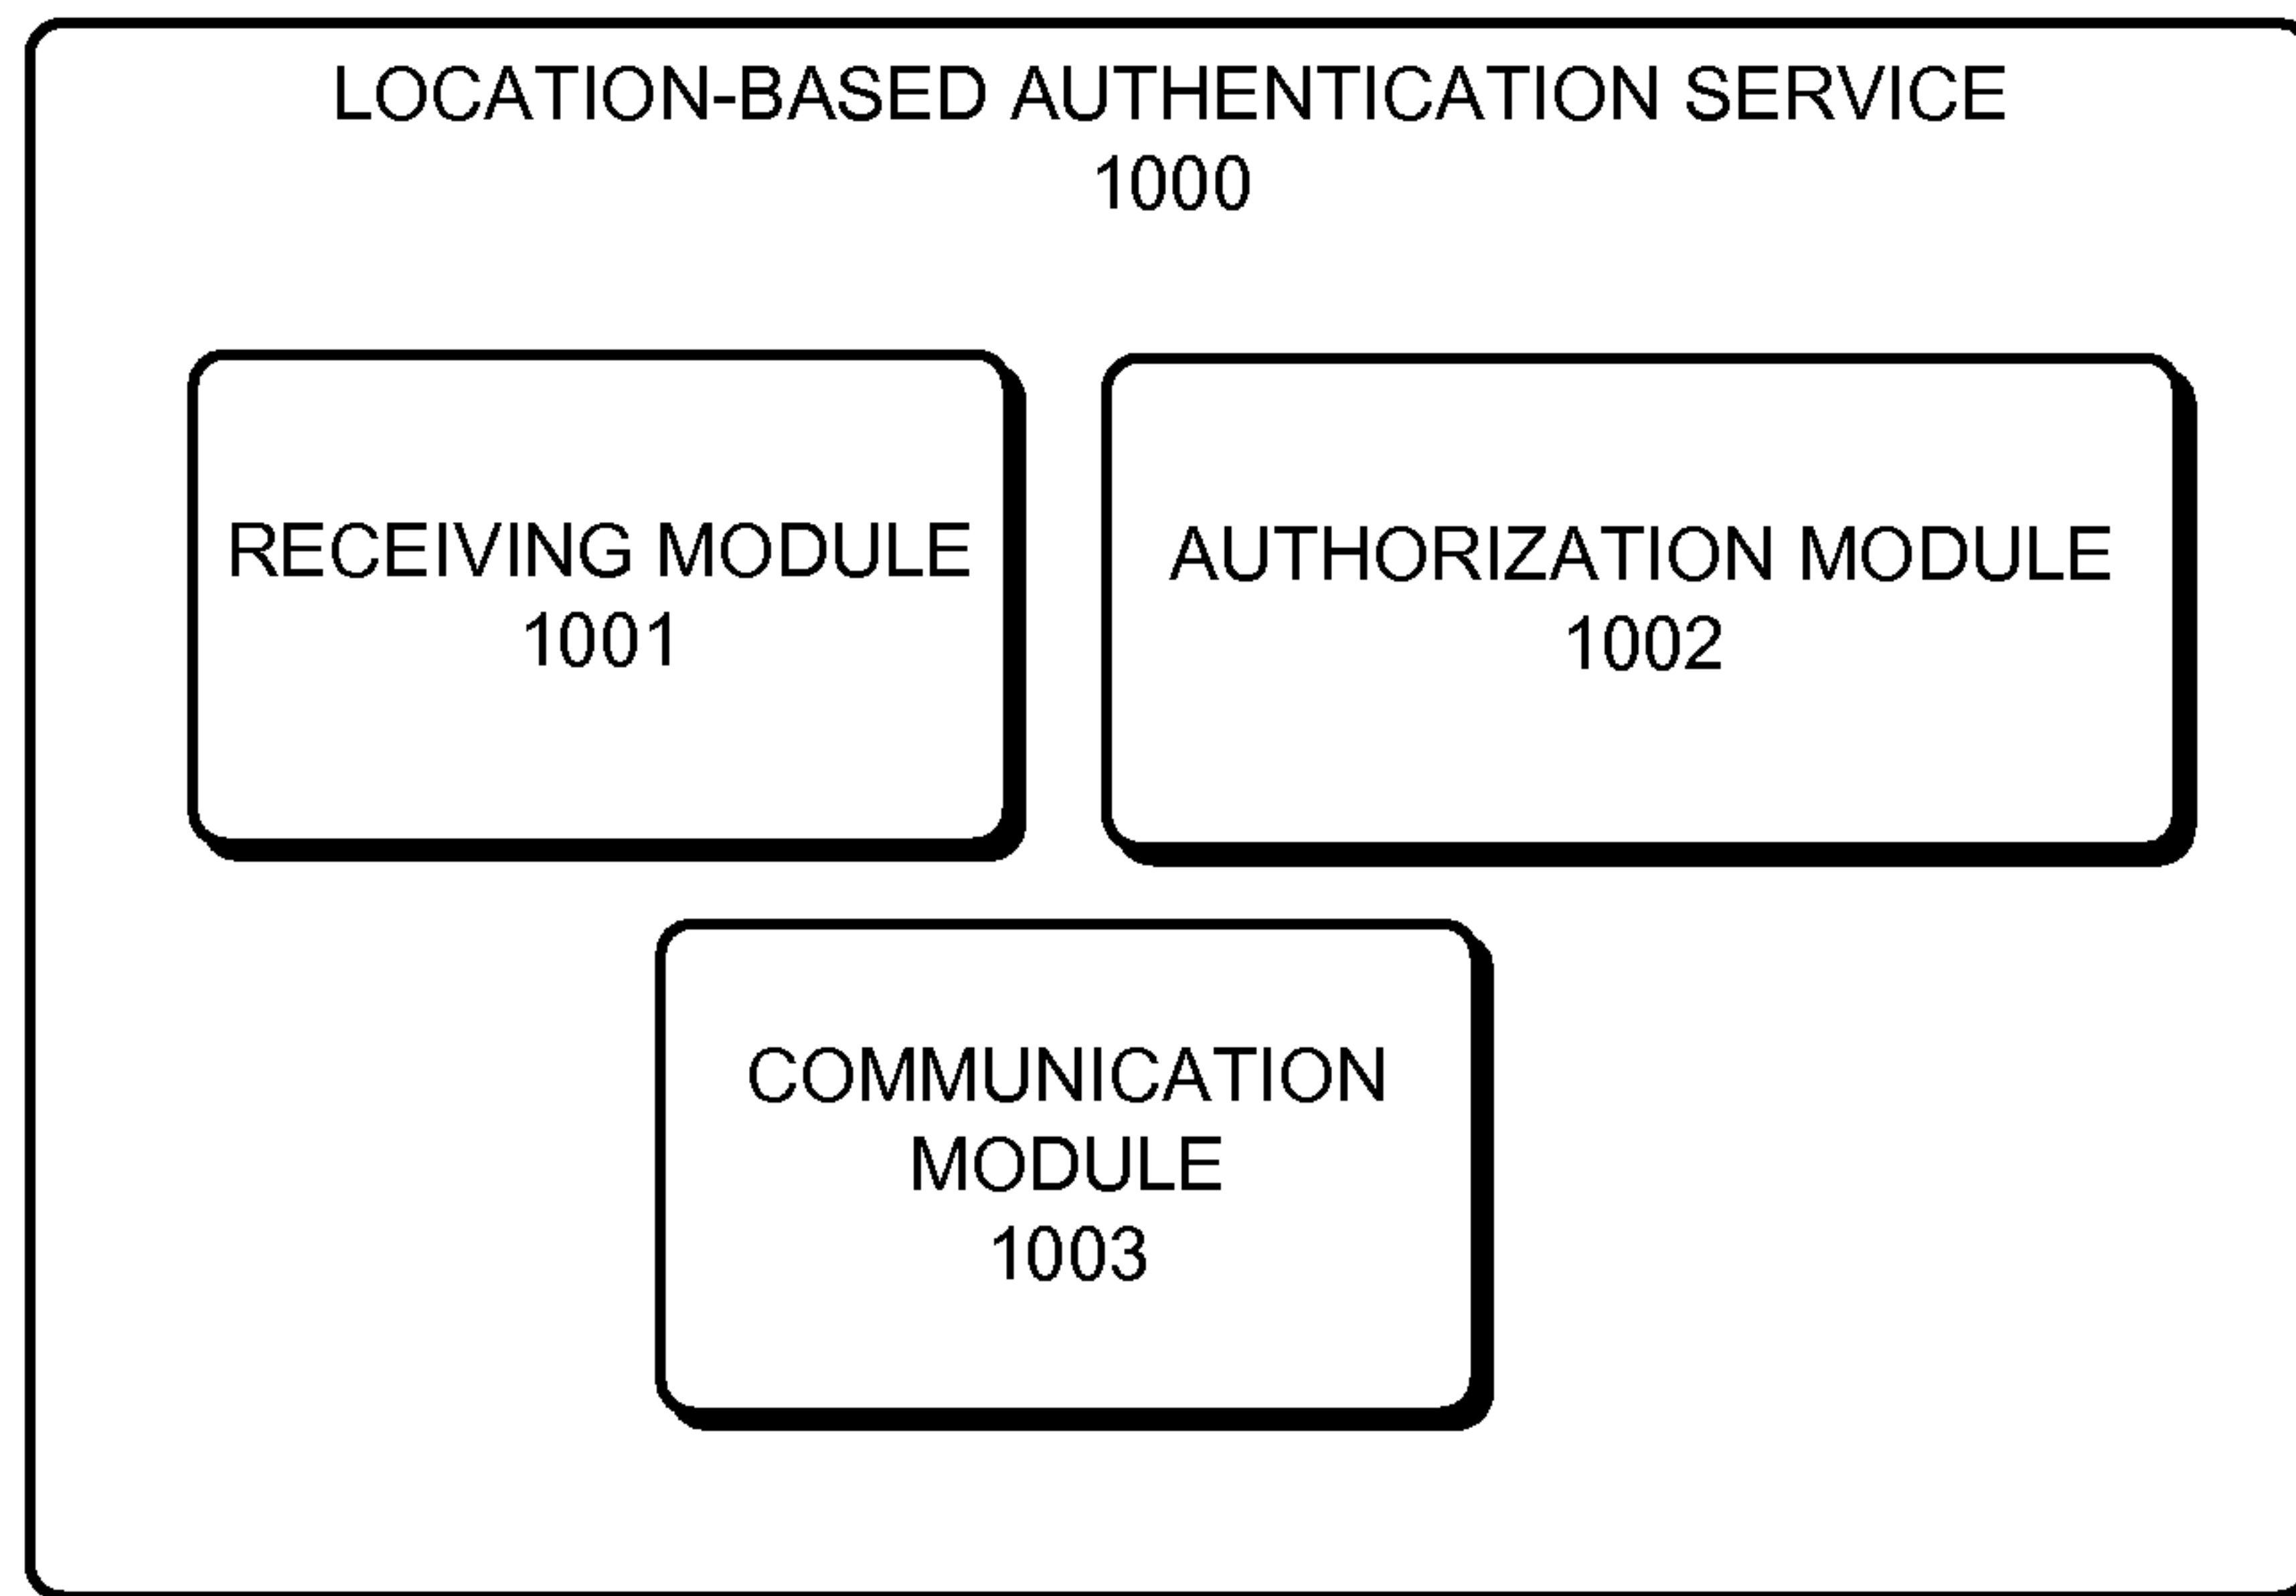 LOCATION-BASED AUTHENTICATION SERVICE
1000
RECEIVING MODULE
1001
AUTHORIZATION MODULE
1002
COMMUNICATION
MODULE
1003